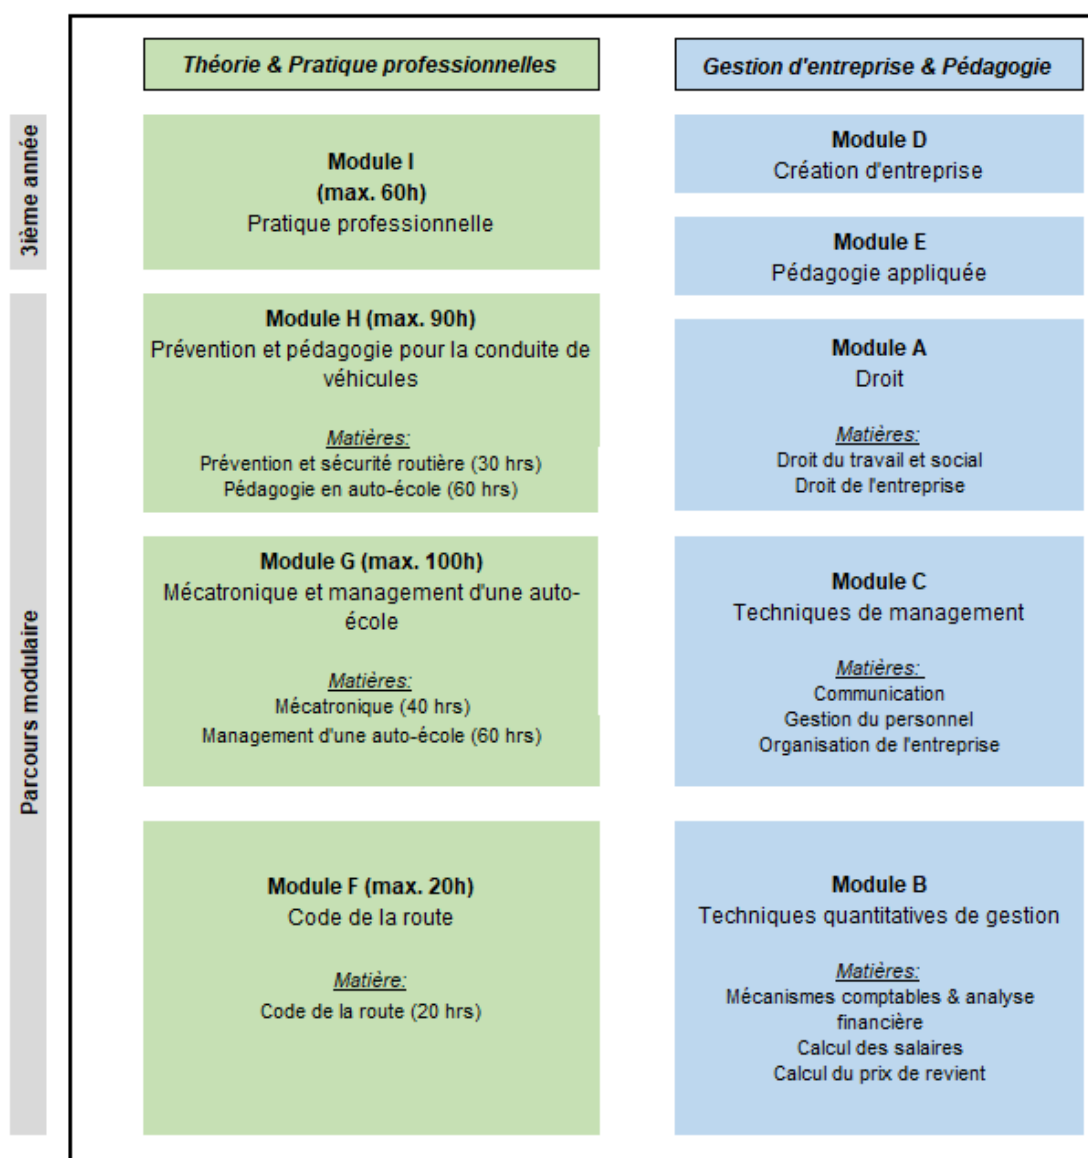 Théorie & Pratique professionnelles
Gestion d'entreprise & Pédagogie
3ième année
Module I
(max. 60h)
Pratique professionnelle
Module D
Création d'entreprise
Module E
Pédagogie appliquée
Parcours modulaire
Module H (max. 90h)
Prévention et pédagogie pour la conduite de
véhicules
Matières:
Prévention et sécurité routière (30 hrs)
Pédagogie en auto-école (60 hrs)
Module A
Droit
Matières:
Droit du travail et social
Droit de l'entreprise
Module G (max. 100h)
Mécatronique et management d'une auto-
école
Matières:
Mécatronique (40 hrs)
Management d'une auto-école (60 hrs)
Module C
Techniques de management
Matières:
Communication
Gestion du personnel
Organisation de l'entreprise
Module F (max. 20h)
Code de la route
Matière:
Code de la route (20 hrs)
Module B
Techniques quantitatives de gestion
Matières:
Mécanismes comptables & analyse
financière
Calcul des salaires
Calcul du prix de revient